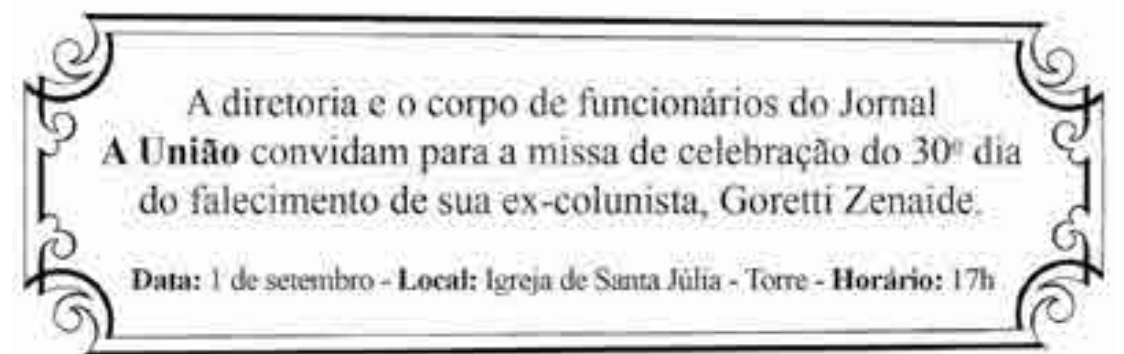 A diretoria e o corpo de funcionários do Jornal
A União convidam para a missa de celebração do 30º dia
do falecimento de sua ex-colunista, Goretti Zenaide.
Data: 1 de setembro - Local: Igreja de Santa Júlia - Torre - Horário: 17h